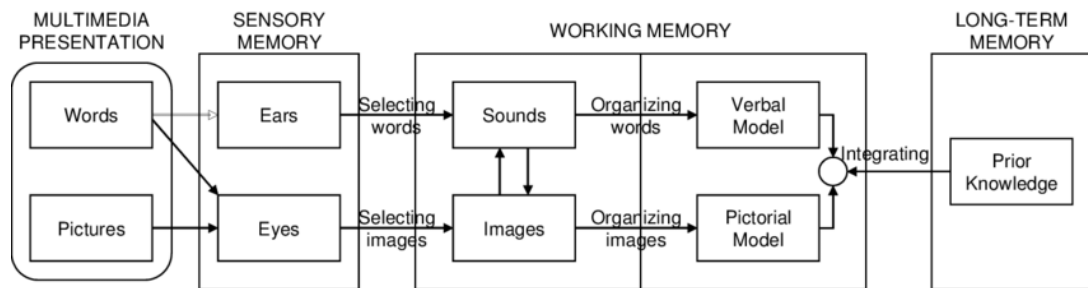 MULTIMEDIA
PRESENTATION
SENSORY
MEMORY
WORKING MEMORY
LONG-TERM
MEMORY
Words
Ears
Selecting
words
Sounds
Organizing
words
Verbal
Model
Integrating
Prior
Knowledge
Pictures
Eyes
Selecting
images
Images
Organizing
images
Pictorial
Model